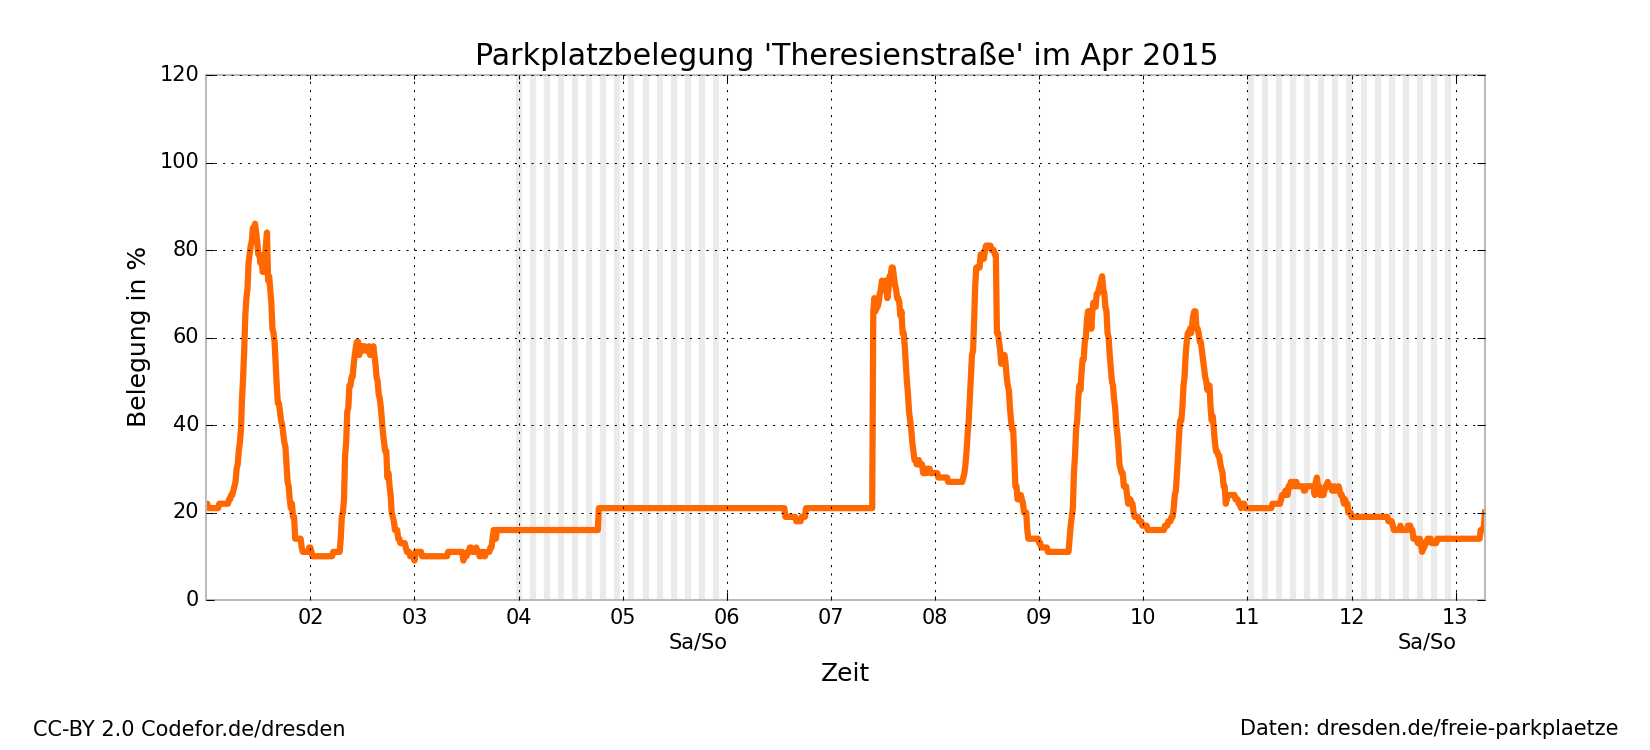 Parkplatzbelegung 'Theresienstraße' im Apr 2015
120
100
80
60
40
20
0
Belegung in %
02 03 04 05 06 07 08 09 10 11 12 13
Sa/So Sa/So
Zeit
CC-BY 2.0 Codefor.de/dresden
Daten: dresden.de/freie-parkplaetze